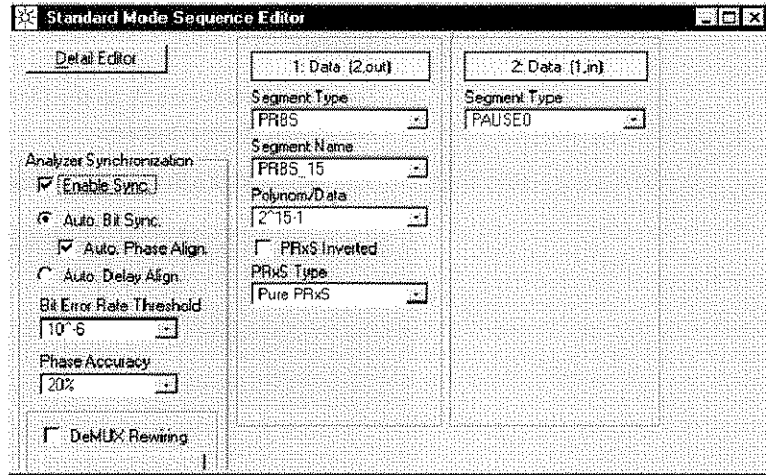 Standard Mode Sequence Editor
Detail Editor
Analyzer Synchronization
Enable Sync.
Auto. Bit Sync.
Auto. Phase Align.
Auto. Delay Align.
Bit Error Rate Threshold
10^-6
Phase Accuracy
20%
DeMUX Rewiring
1: Data (2,out)
Segment Type
PRBS
Segment Name
PRBS_15
Polynom/Data
2^15-1
PRxS Inverted
PRxS Type
Pure PRxS
2: Data (1,in)
Segment Type
PAUSE0